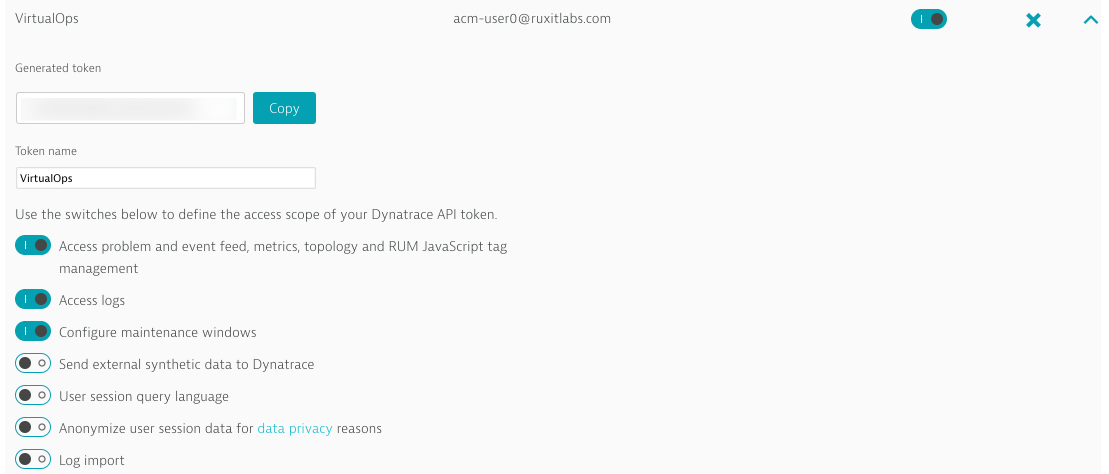 VirtualOps acm-user0@ruxitlabs.com
Generated token
Copy
Token name
VirtualOps
Use the switches below to define the access scope of your Dynatrace API token.
Access problem and event feed, metrics, topology and RUM JavaScript tag
management
Access logs
Configure maintenance windows
Send external synthetic data to Dynatrace
User session query language
Anonymize user session data for data privacy reasons
Log import